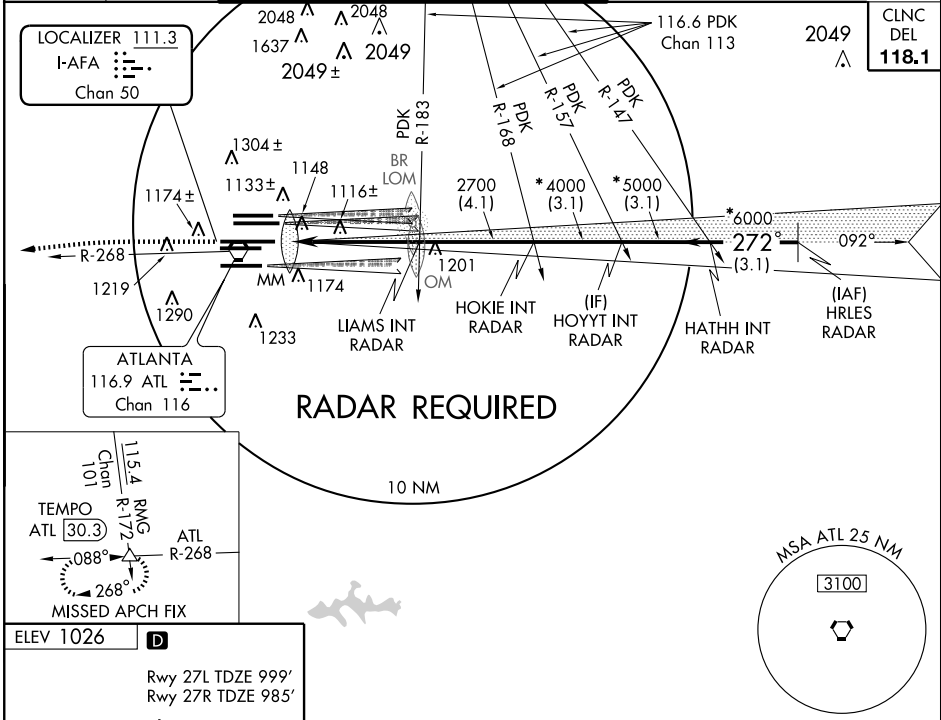 2048
2048
1637
2049
2049±
116.6 PDK
Chan 113
2049
CLNC
DEL
118.1
LOCALIZER 111.3
I-AFA
Chan 50
PDK
R-183
PDK
R-168
PDK
R-157
PDK
R-147
1304±
1148
BR
LOM
1133±
1116±
1174±
2700
(4.1)
*4000
(3.1)
*5000
(3.1)
*6000
272°
(3.1)
092°
R-268
1219
MM
1174
1201
OM
1290
1233
LIAMS INT
RADAR
HOKIE INT
RADAR
(IF)
HOYYT INT
RADAR
HATHH INT
RADAR
(IAF)
HRLES
RADAR
ATLANTA
116.9 ATL
Chan 116
RADAR REQUIRED
10 NM
115.4 RMG
Chan
101
R-172
TEMPO
ATL 30.3
ATL
R-268
088°
268°
MISSED APCH FIX
MSA ATL 25 NM
3100
ELEV 1026
D
Rwy 27L TDZE 999'
Rwy 27R TDZE 985'